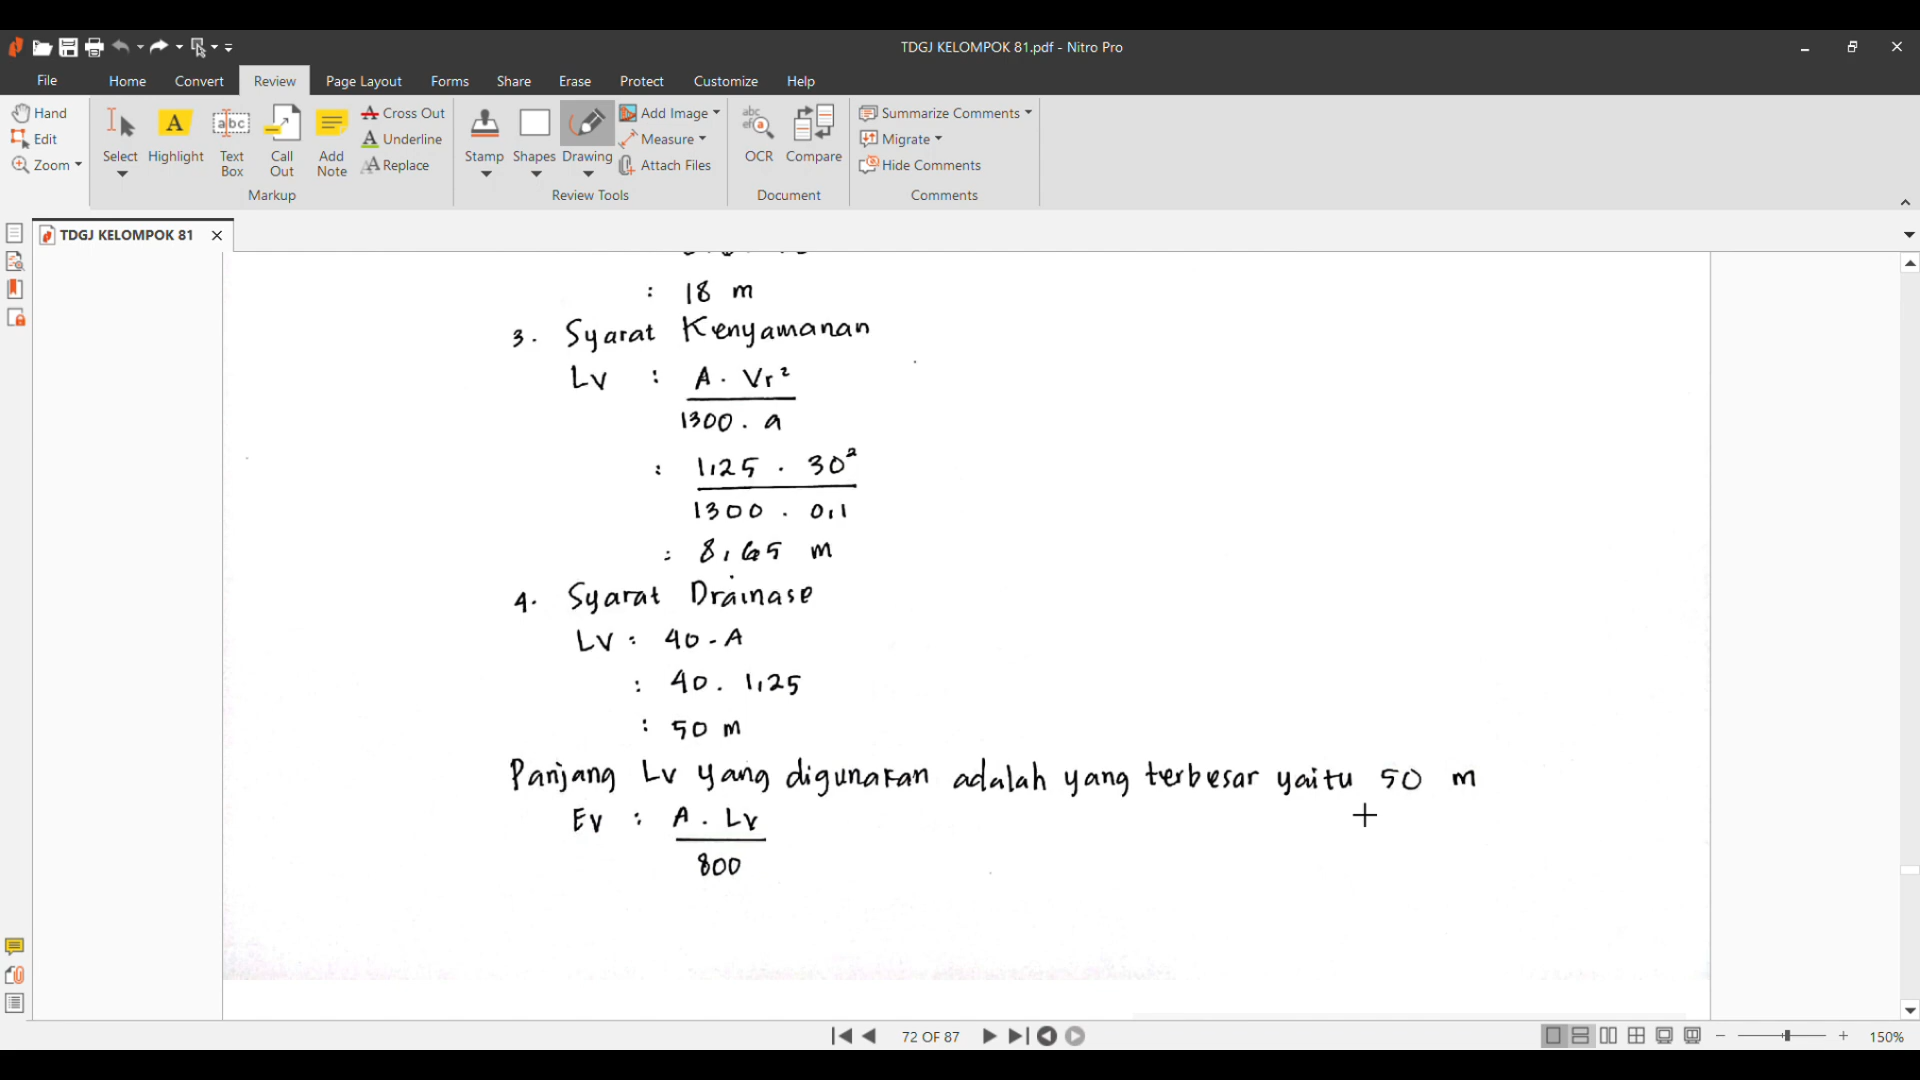 TDGJ KELOMPOK 81.pdf - Nitro Pro
File Home Convert Review Page Layout Forms Share Erase Protect Customize Help
Hand
Edit
Zoom
Select Highlight Text Box Call Out Add Note
Cross Out
Underline
Replace
Markup
Stamp Shapes Drawing
Add Image
Measure
Attach Files
Review Tools
OCR Compare
Document
Summarize Comments
Migrate
Hide Comments
Comments
TDGJ KELOMPOK 81
: 18 m
3. Syarat Kenyamanan
Lv : A . Vr²
1300 . a
: 1,25 . 30²
1300 . 0,1
: 8,65 m
4. Syarat Drainase
LV : 40 - A
: 40 . 1,25
: 50 m
Panjang Lv yang digunakan adalah yang terbesar yaitu 50 m
Ev : A . Lv
800
72 OF 87
150%